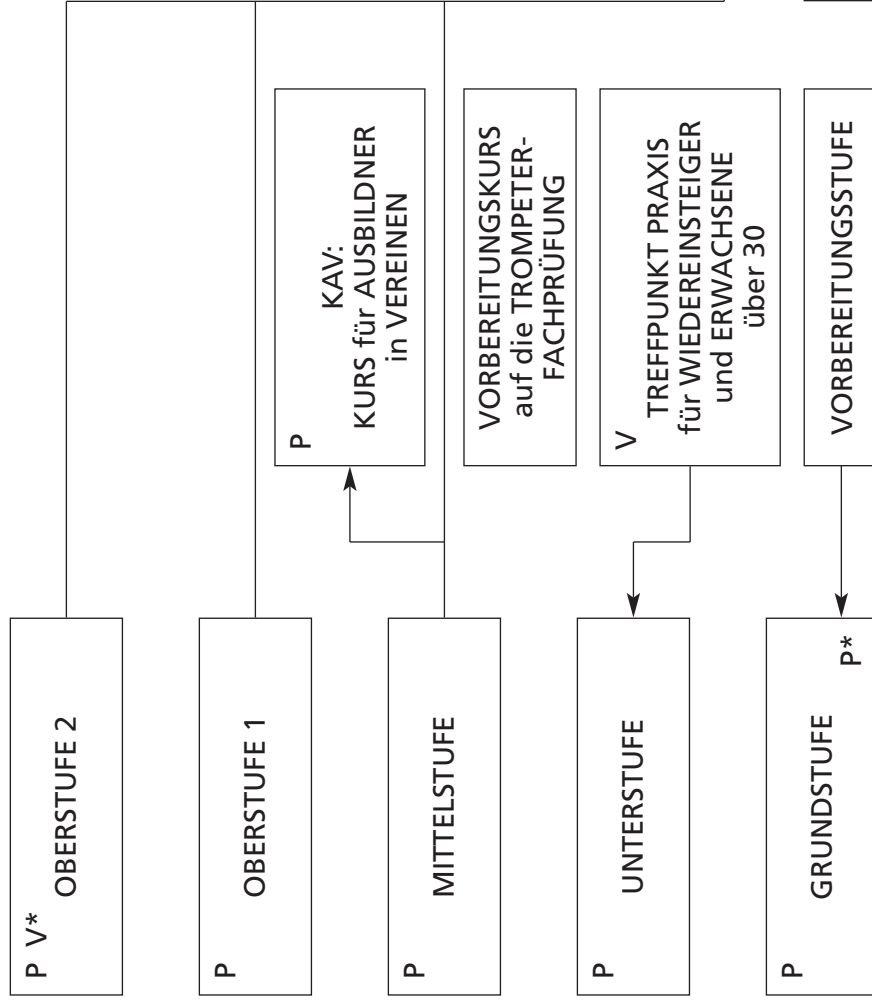 P V*
OBERSTUFE 2
P
OBERSTUFE 1
P
MITTELSTUFE
P
UNTERSTUFE
P
GRUNDSTUFE
P*
P
KAV:
KURS für AUSBILDNER
in VEREINEN
VORBEREITUNGSKURS
auf die TROMPETER-
FACHPRÜFUNG
V
TREFFPUNKT PRAXIS
für WIEDEREINSTEIGER
und ERWACHSENE
über 30
VORBEREITUNGSSTUFE